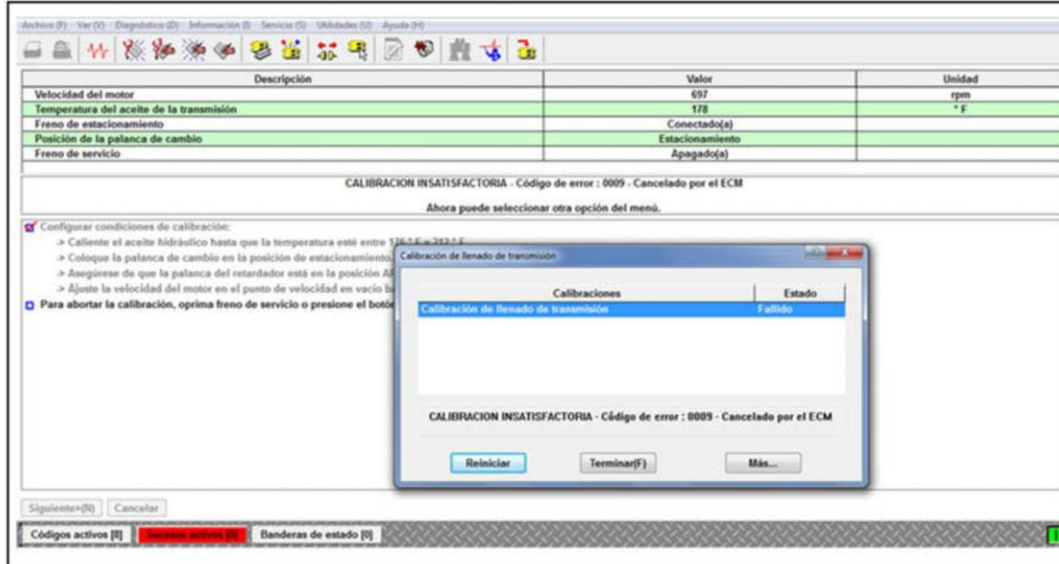 Archivo (F) Ver (V) Diagnóstico (D) Información (I) Servicio (S) Utilidades (U) Ayuda (H)
Descripción Valor Unidad
Velocidad del motor 697 rpm
Temperatura del aceite de la transmisión 178 ° F
Freno de estacionamiento Conectado(a)
Posición de la palanca de cambio Estacionamiento
Freno de servicio Apagado(a)
CALIBRACION INSATISFACTORIA - Código de error : 0009 - Cancelado por el ECM
Ahora puede seleccionar otra opción del menú.
Configurar condiciones de calibración:
-> Caliente el aceite hidráulico hasta que la temperatura esté entre 176 ° F y 212 ° F
-> Coloque la palanca de cambio en la posición de estacionamiento.
-> Asegúrese de que la palanca del retardador está en la posición
-> Ajuste la velocidad del motor en el punto de velocidad en vacío
Para abortar la calibración, oprima freno de servicio o presione el
Calibración de llenado de transmisión
Calibraciones Estado
Calibración de llenado de transmisión Fallido
CALIBRACION INSATISFACTORIA - Código de error : 0009 - Cancelado por el ECM
Reiniciar Terminar(F) Más...
Siguiente>(N) Cancelar
Códigos activos [8] Sucesos activos Banderas de estado [0]